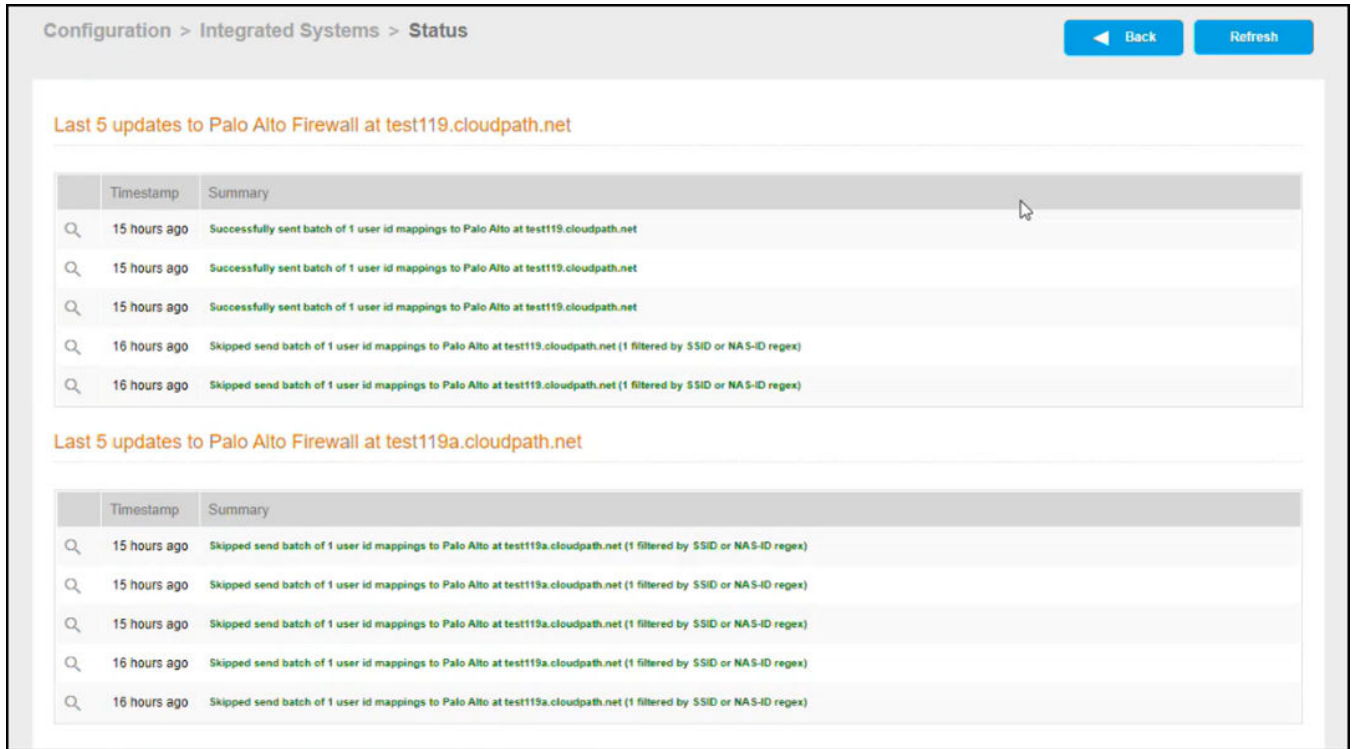 Configuration > Integrated Systems > Status
Back
Refresh
Last 5 updates to Palo Alto Firewall at test119.cloudpath.net
Timestamp Summary
15 hours ago Successfully sent batch of 1 user id mappings to Palo Alto at test119.cloudpath.net
15 hours ago Successfully sent batch of 1 user id mappings to Palo Alto at test119.cloudpath.net
15 hours ago Successfully sent batch of 1 user id mappings to Palo Alto at test119.cloudpath.net
16 hours ago Skipped send batch of 1 user id mappings to Palo Alto at test119.cloudpath.net (1 filtered by SSID or NAS-ID regex)
16 hours ago Skipped send batch of 1 user id mappings to Palo Alto at test119.cloudpath.net (1 filtered by SSID or NAS-ID regex)
Last 5 updates to Palo Alto Firewall at test119a.cloudpath.net
Timestamp Summary
15 hours ago Skipped send batch of 1 user id mappings to Palo Alto at test119a.cloudpath.net (1 filtered by SSID or NAS-ID regex)
15 hours ago Skipped send batch of 1 user id mappings to Palo Alto at test119a.cloudpath.net (1 filtered by SSID or NAS-ID regex)
15 hours ago Skipped send batch of 1 user id mappings to Palo Alto at test119a.cloudpath.net (1 filtered by SSID or NAS-ID regex)
16 hours ago Skipped send batch of 1 user id mappings to Palo Alto at test119a.cloudpath.net (1 filtered by SSID or NAS-ID regex)
16 hours ago Skipped send batch of 1 user id mappings to Palo Alto at test119a.cloudpath.net (1 filtered by SSID or NAS-ID regex)